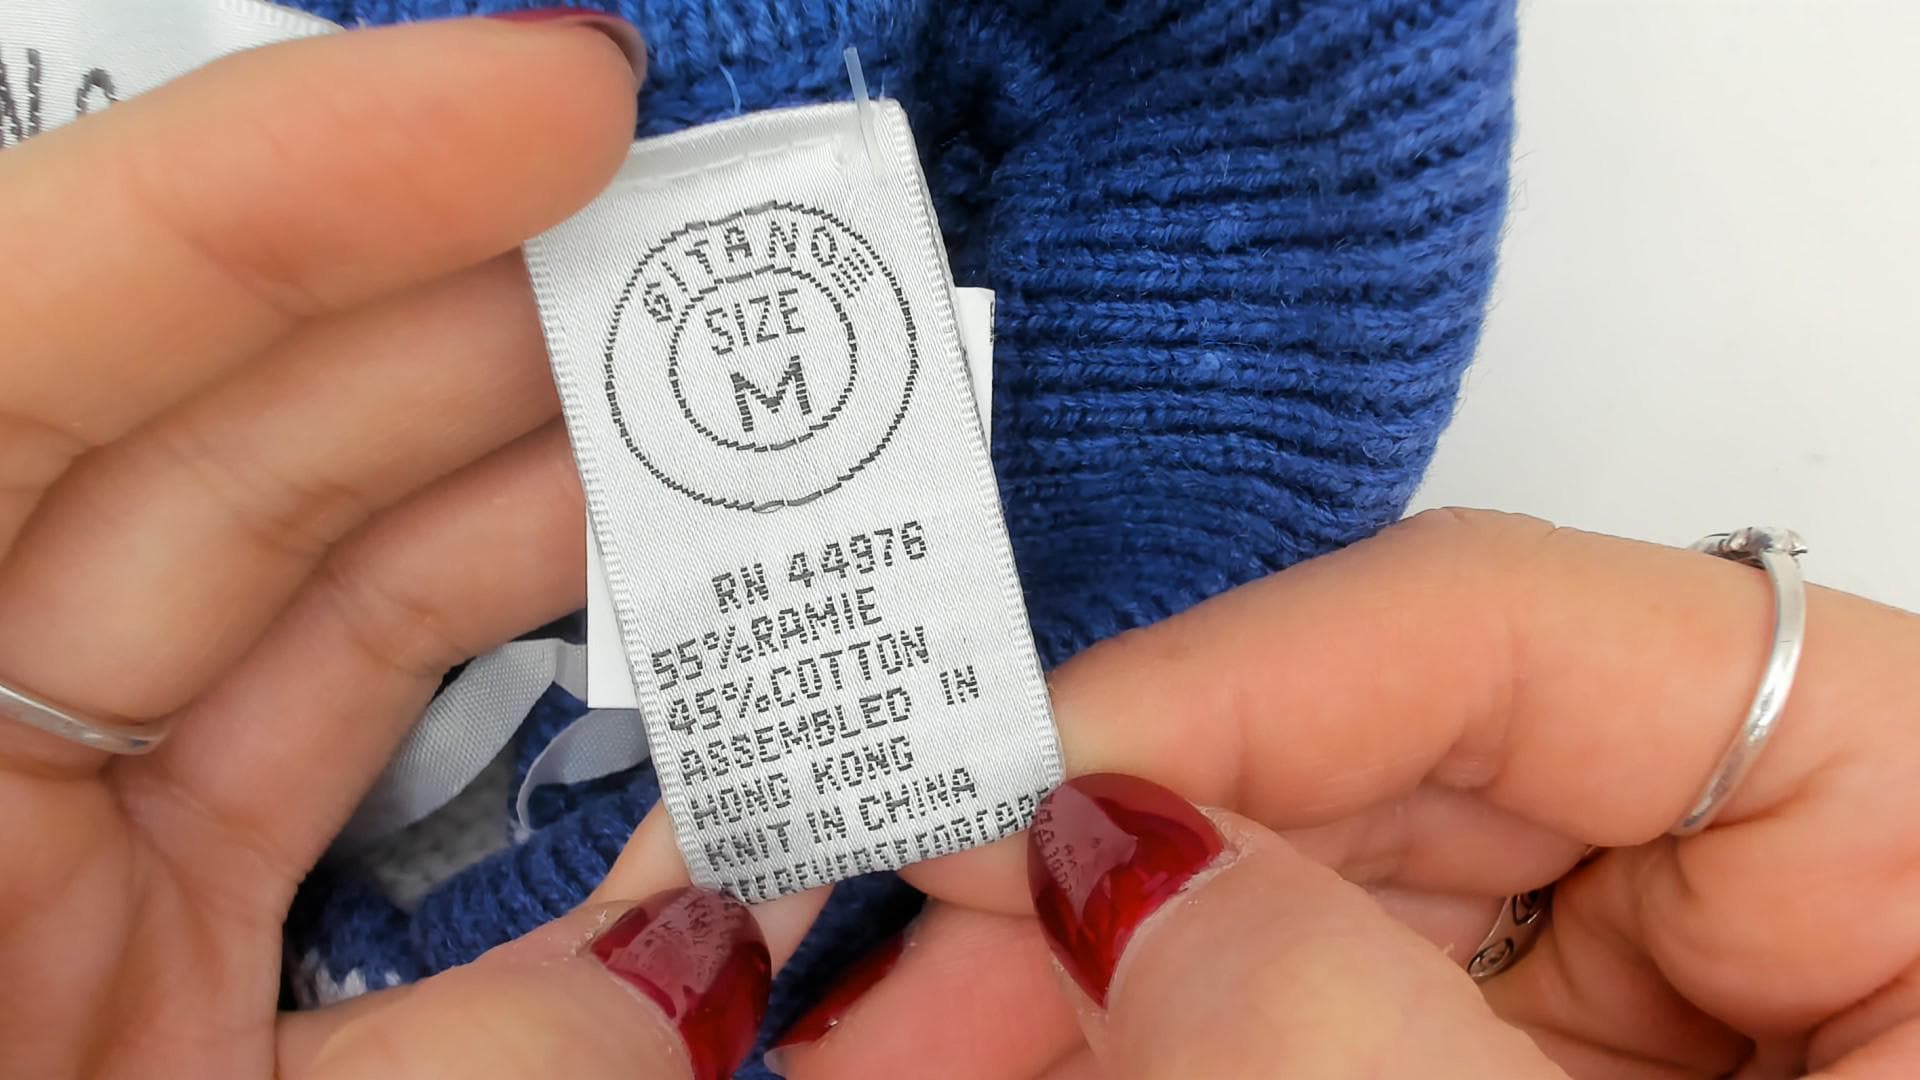 GITANO
SIZE
M
RN 44976
55%RAMIE
45%COTTON
ASSEMBLED IN
HONG KONG
KNIT IN CHINA